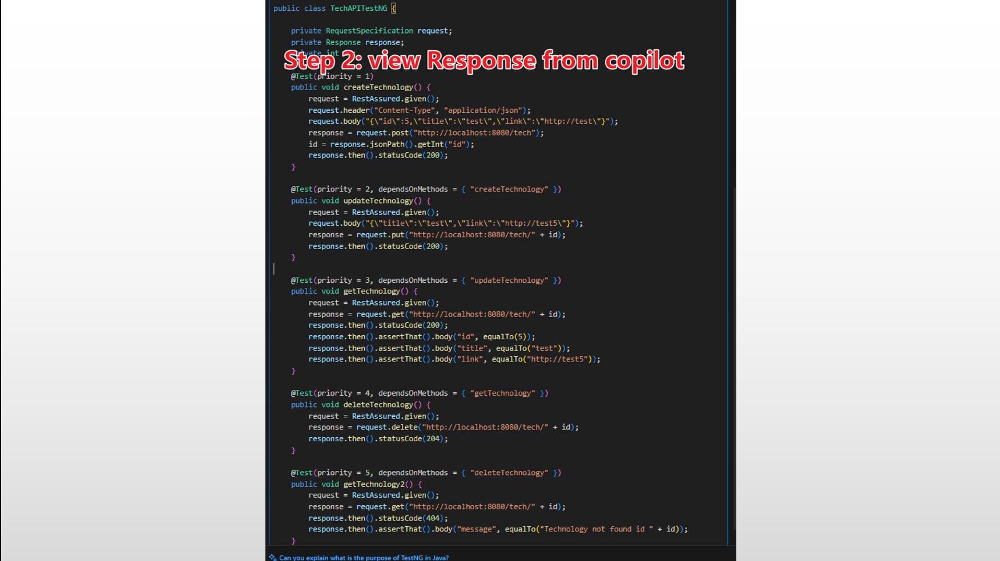 public class TechAPITestNG {
private RequestSpecification request;
private Response response;
private int
Step 2: view Response from copilot
@Test(priority = 1)
public void createTechnology() {
request = RestAssured.given();
request.header("Content-Type", "application/json");
request.body("{\"id\":5,\"title\":\"test\",\"link\":\"http://test\"}");
response = request.post("http://localhost:8080/tech");
id = response.jsonPath().getInt("id");
response.then().statusCode(200);
}
@Test(priority = 2, dependsOnMethods = { "createTechnology" })
public void updateTechnology() {
request = RestAssured.given();
request.body("{\"title\":\"test\",\"link\":\"http://test5\"}");
response = request.put("http://localhost:8080/tech/" + id);
response.then().statusCode(200);
}
@Test(priority = 3, dependsOnMethods = { "updateTechnology" })
public void getTechnology() {
request = RestAssured.given();
response = request.get("http://localhost:8080/tech/" + id);
response.then().statusCode(200);
response.then().assertThat().body("id", equalTo(5));
response.then().assertThat().body("title", equalTo("test"));
response.then().assertThat().body("link", equalTo("http://test5"));
}
@Test(priority = 4, dependsOnMethods = { "getTechnology" })
public void deleteTechnology() {
request = RestAssured.given();
response = request.delete("http://localhost:8080/tech/" + id);
response.then().statusCode(204);
}
@Test(priority = 5, dependsOnMethods = { "deleteTechnology" })
public void getTechnology2() {
request = RestAssured.given();
response = request.get("http://localhost:8080/tech/" + id);
response.then().statusCode(404);
response.then().assertThat().body("message", equalTo("Technology not found id " + id));
}
Can you explain what is the purpose of TestNG in Java?